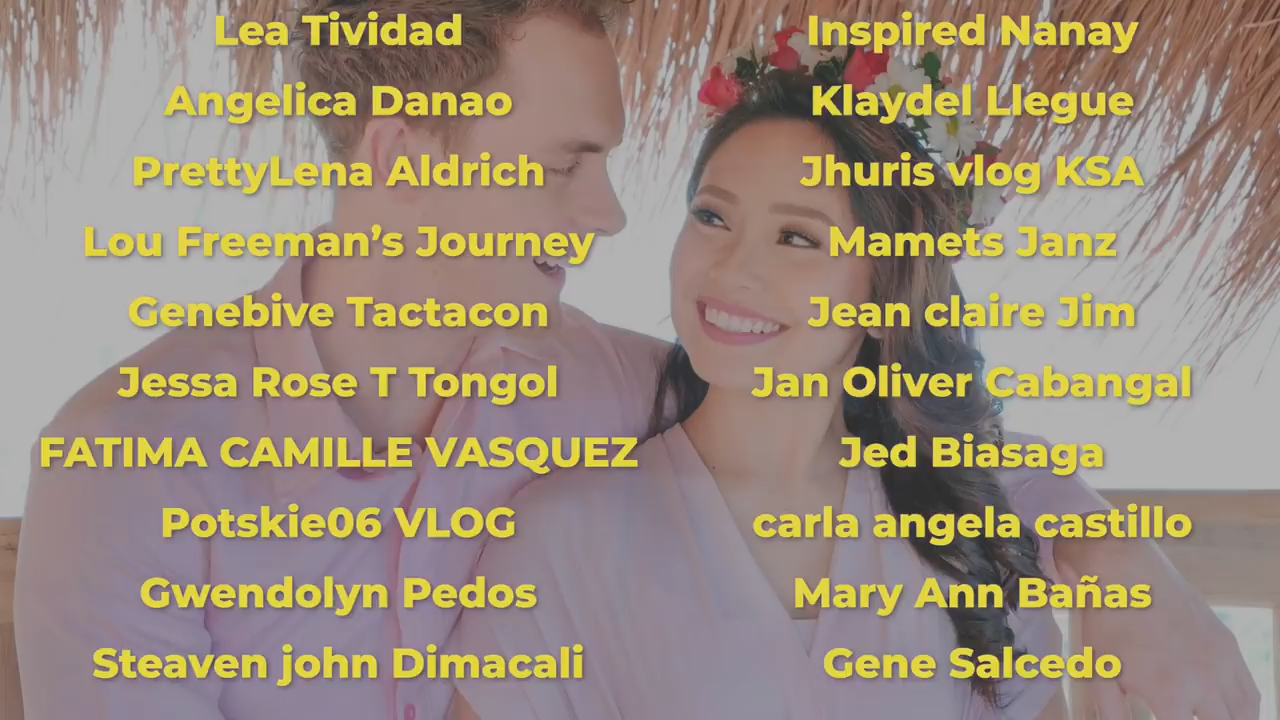 Lea Tividad
Angelica Danao
PrettyLena Aldrich
Lou Freeman’s Journey
Genebive Tactacon
Jessa Rose T Tongol
FATIMA CAMILLE VASQUEZ
Potskie06 VLOG
Gwendolyn Pedos
Steaven john Dimacali
Inspired Nanay
Klaydel Llegue
Jhuris vlog KSA
Mamets Janz
Jean claire Jim
Jan Oliver Cabangal
Jed Biasaga
carla angela castillo
Mary Ann Bañas
Gene Salcedo